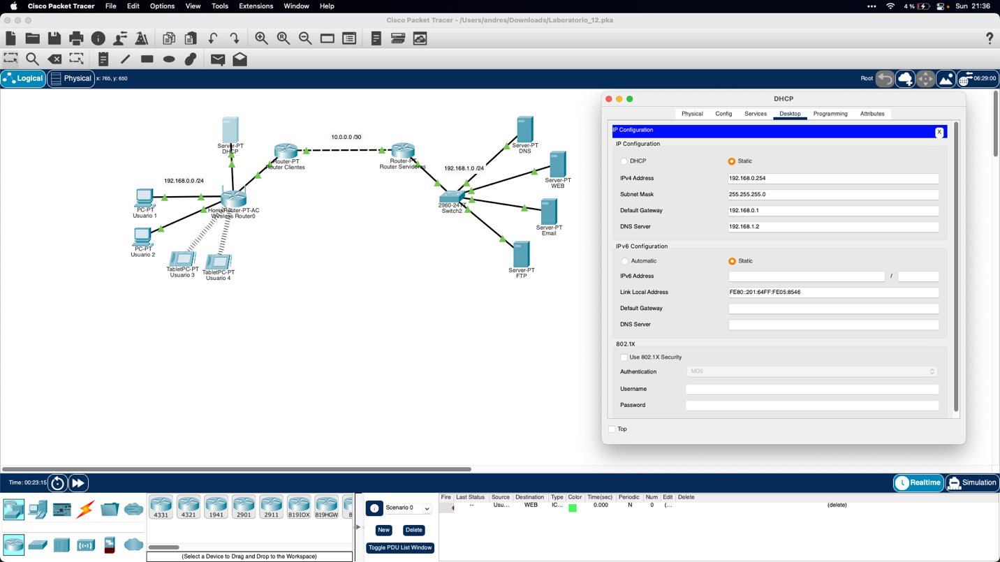 Cisco Packet Tracer File Edit Options View Tools Extensions Window Help
4 % Sun 21:36
Cisco Packet Tracer - /Users/andres/Downloads/Laboratorio_12.pka
Logical Physical x: 765, y: 650
Root 06:29:00
Server-PT
DHCP
10.0.0.0 /30
Router-PT
Router Clientes
Router-PT
Router Servidores
Server-PT
DNS
192.168.1.0 /24
Server-PT
WEB
192.168.0.0 /24
PC-PT
Usuario 1
HomeRouter-PT-AC
Wireless Router0
2960-24TT
Switch2
Server-PT
Email
PC-PT
Usuario 2
TabletPC-PT
Usuario 3
TabletPC-PT
Usuario 4
Server-PT
FTP
DHCP
Physical Config Services Desktop Programming Attributes
IP Configuration
X
IP Configuration
DHCP Static
IPv4 Address 192.168.0.254
Subnet Mask 255.255.255.0
Default Gateway 192.168.0.1
DNS Server 192.168.1.2
IPv6 Configuration
Automatic Static
IPv6 Address /
Link Local Address FE80::201:64FF:FE05:8546
Default Gateway
DNS Server
802.1X
Use 802.1X Security
Authentication MD5
Username
Password
Top
Time: 00:23:15
Realtime Simulation
4331 4321 1941 2901 2911 819IOX 819HGW 8
(Select a Device to Drag and Drop to the Workspace)
Scenario 0
New Delete
Toggle PDU List Window
Fire Last Status Source Destination Type Color Time(sec) Periodic Num Edit Delete
-- Usu... WEB IC... 0.000 N 0 (... (delete)